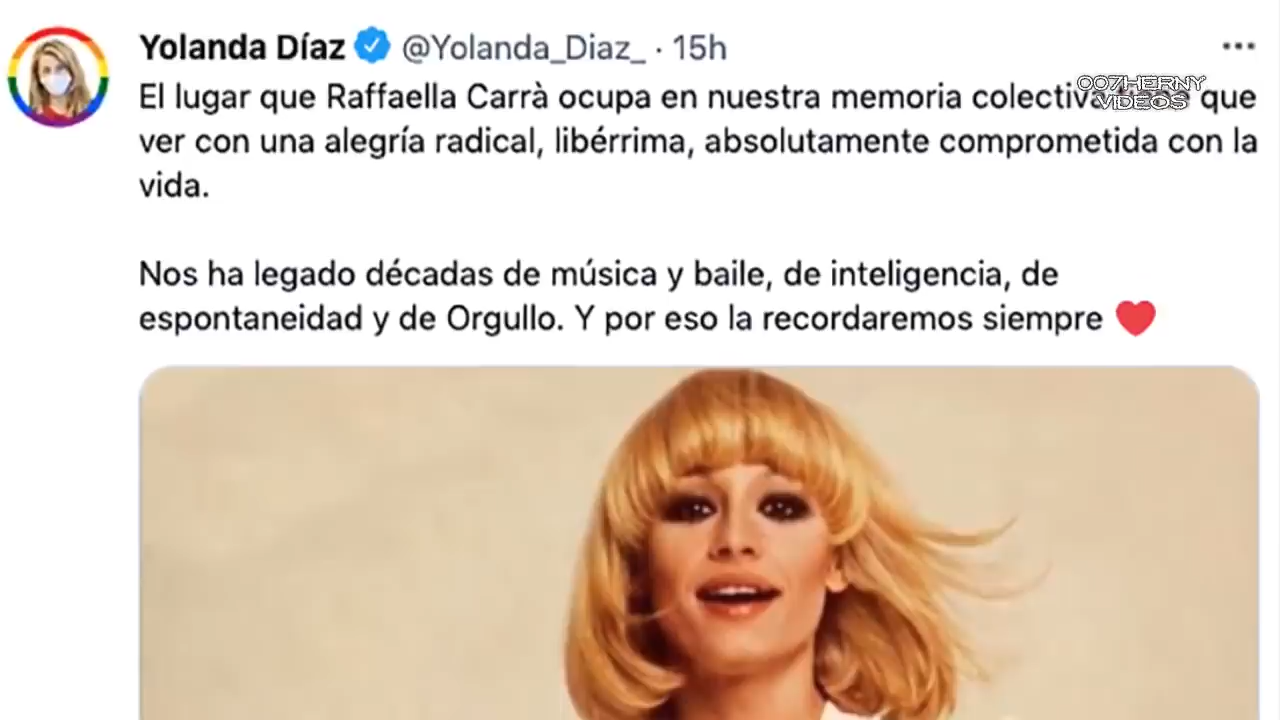 Yolanda Díaz @Yolanda_Diaz_ · 15h
007HERNY
VIDEOS
El lugar que Raffaella Carrà ocupa en nuestra memoria colectiva que
ver con una alegría radical, libérrima, absolutamente comprometida con la
vida.
Nos ha legado décadas de música y baile, de inteligencia, de
espontaneidad y de Orgullo. Y por eso la recordaremos siempre ❤️